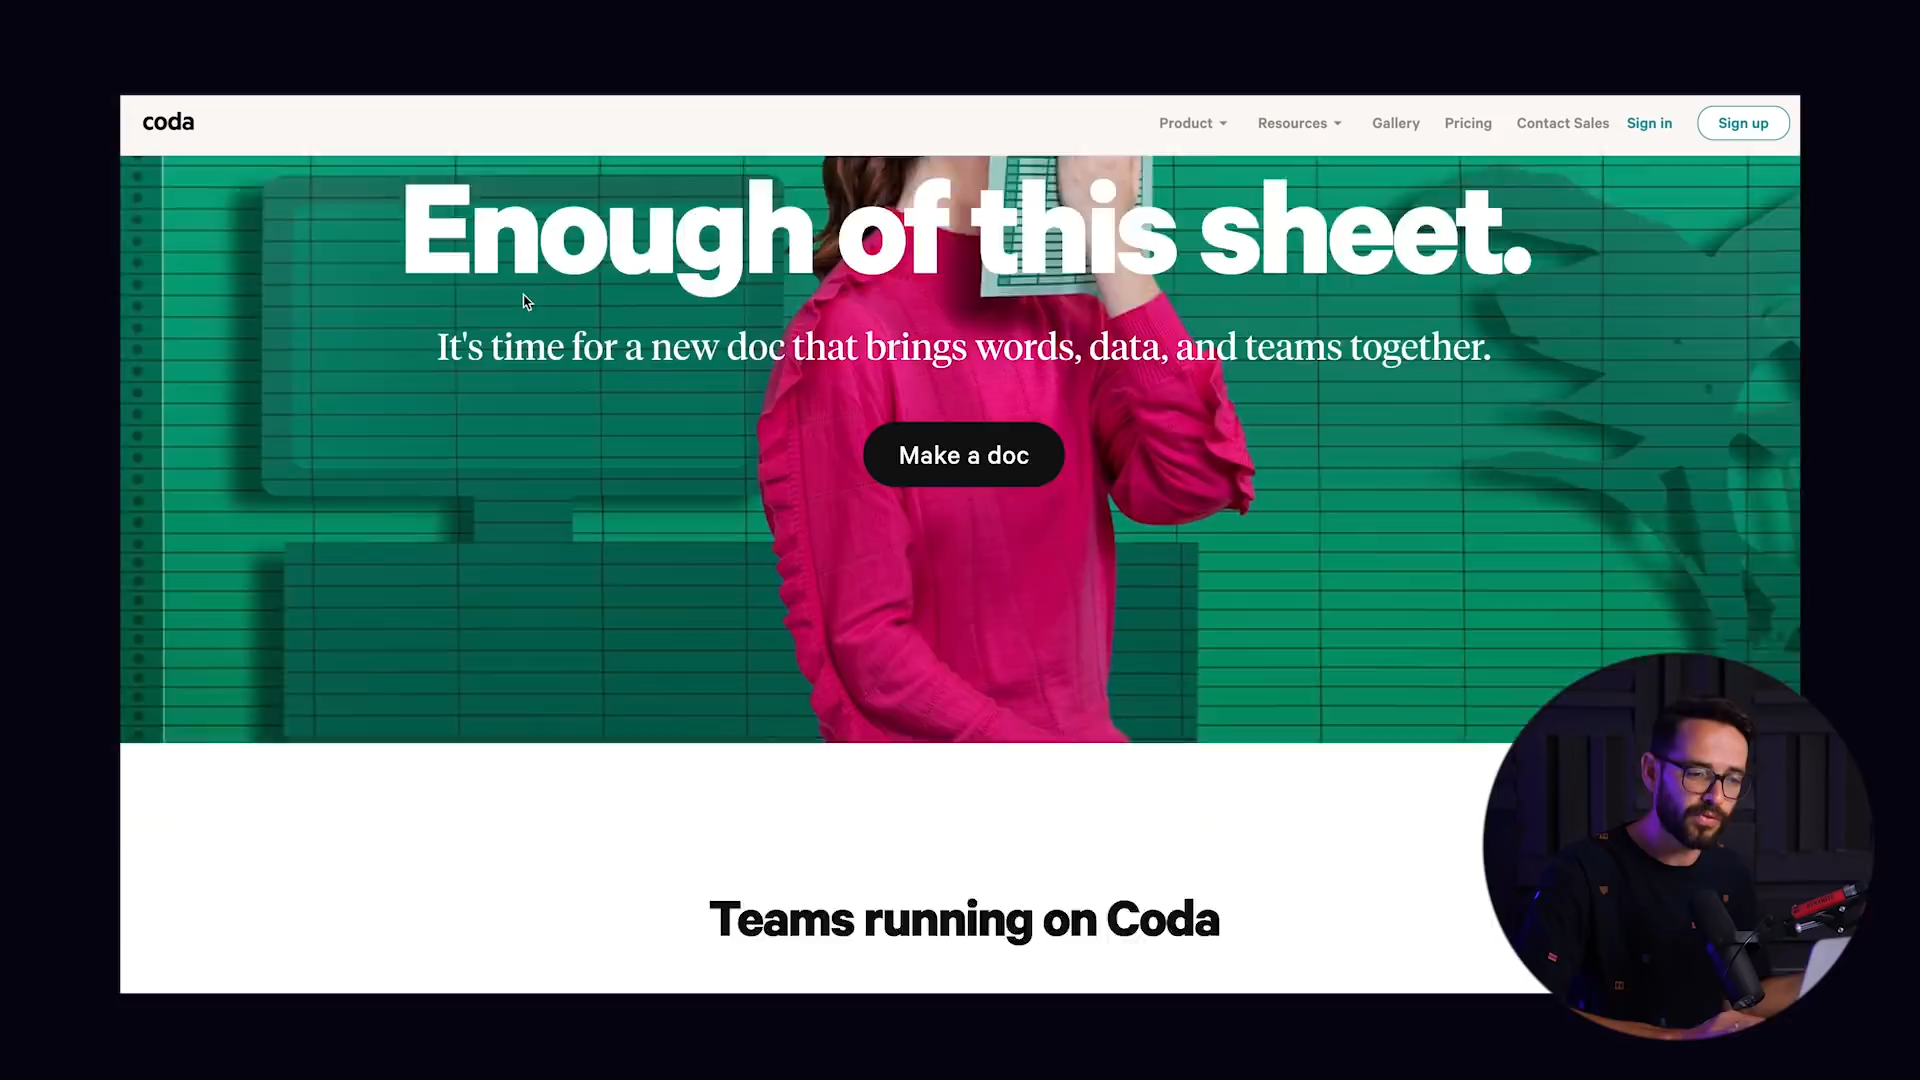 coda
Product
Resources
Gallery
Pricing
Contact Sales
Sign in
Sign up
Enough of this sheet.
It's time for a new doc that brings words, data, and teams together.
Make a doc
Teams running on Coda